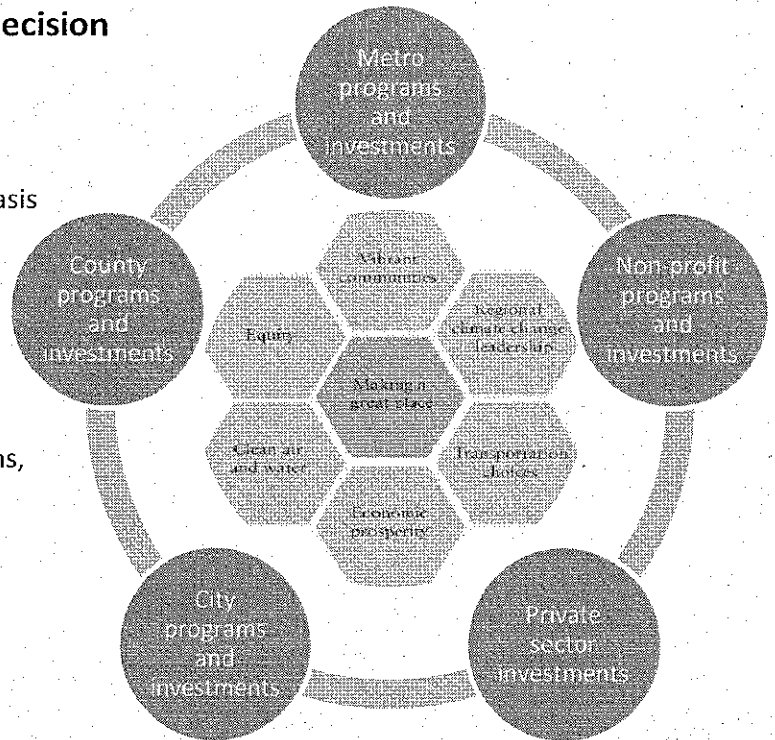 ecision
asis
ns,
Metro
programs
and
investments
Non-profit
programs
and
investments
Private
sector
investments
City
programs
and
investments
County
programs
and
investments
Vibrant
communities
Regional
climate change
leadership
Transportation
choices
Economic
prosperity
Clean air
and water
Equity
Making a
great place